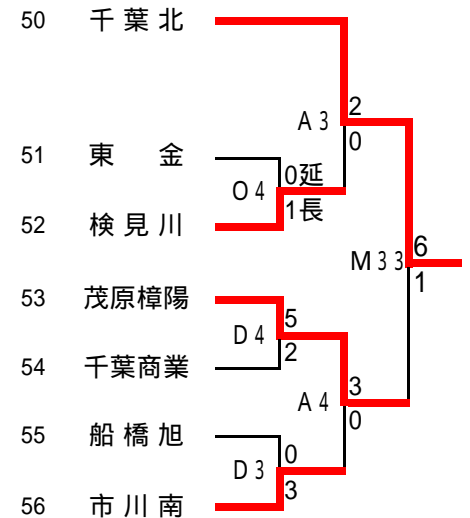 50 千葉北
A3 2
0
51 東金
O4 0延
1長
52 検見川
M33 6
1
53 茂原樟陽
D4 5
2
54 千葉商業
A4 3
0
55 船橋旭
D3 0
3
56 市川南